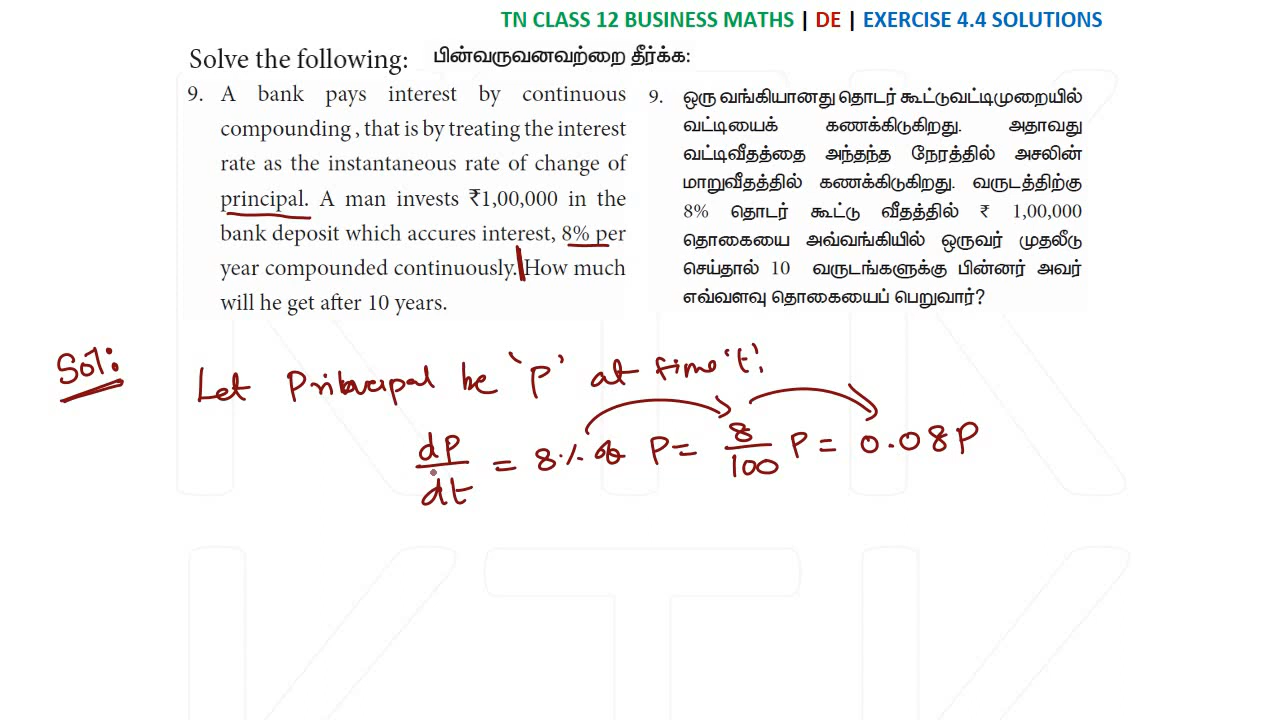 TN CLASS 12 BUSINESS MATHS | DE | EXERCISE 4.4 SOLUTIONS
Solve the following: பின்வருவனவற்றை தீர்க்க:
9. A bank pays interest by continuous
compounding , that is by treating the interest
rate as the instantaneous rate of change of
principal. A man invests ₹1,00,000 in the
bank deposit which accures interest, 8% per
year compounded continuously. How much
will he get after 10 years.
9. ஒரு வங்கியானது தொடர் கூட்டுவட்டிமுறையில்
வட்டியைக் கணக்கிடுகிறது. அதாவது
வட்டிவீதத்தை அந்தந்த நேரத்தில் அசலின்
மாறுவீதத்தில் கணக்கிடுகிறது. வருடத்திற்கு
8% தொடர் கூட்டு வீதத்தில் ₹ 1,00,000
தொகையை அவ்வங்கியில் ஒருவர் முதலீடு
செய்தால் 10 வருடங்களுக்கு பின்னர் அவர்
எவ்வளவு தொகையைப் பெறுவார்?
Sol:
Let Principal be 'P' at time 't'
dP/dt = 8% of P = 8/100 P = 0.08P
KTK
KTK